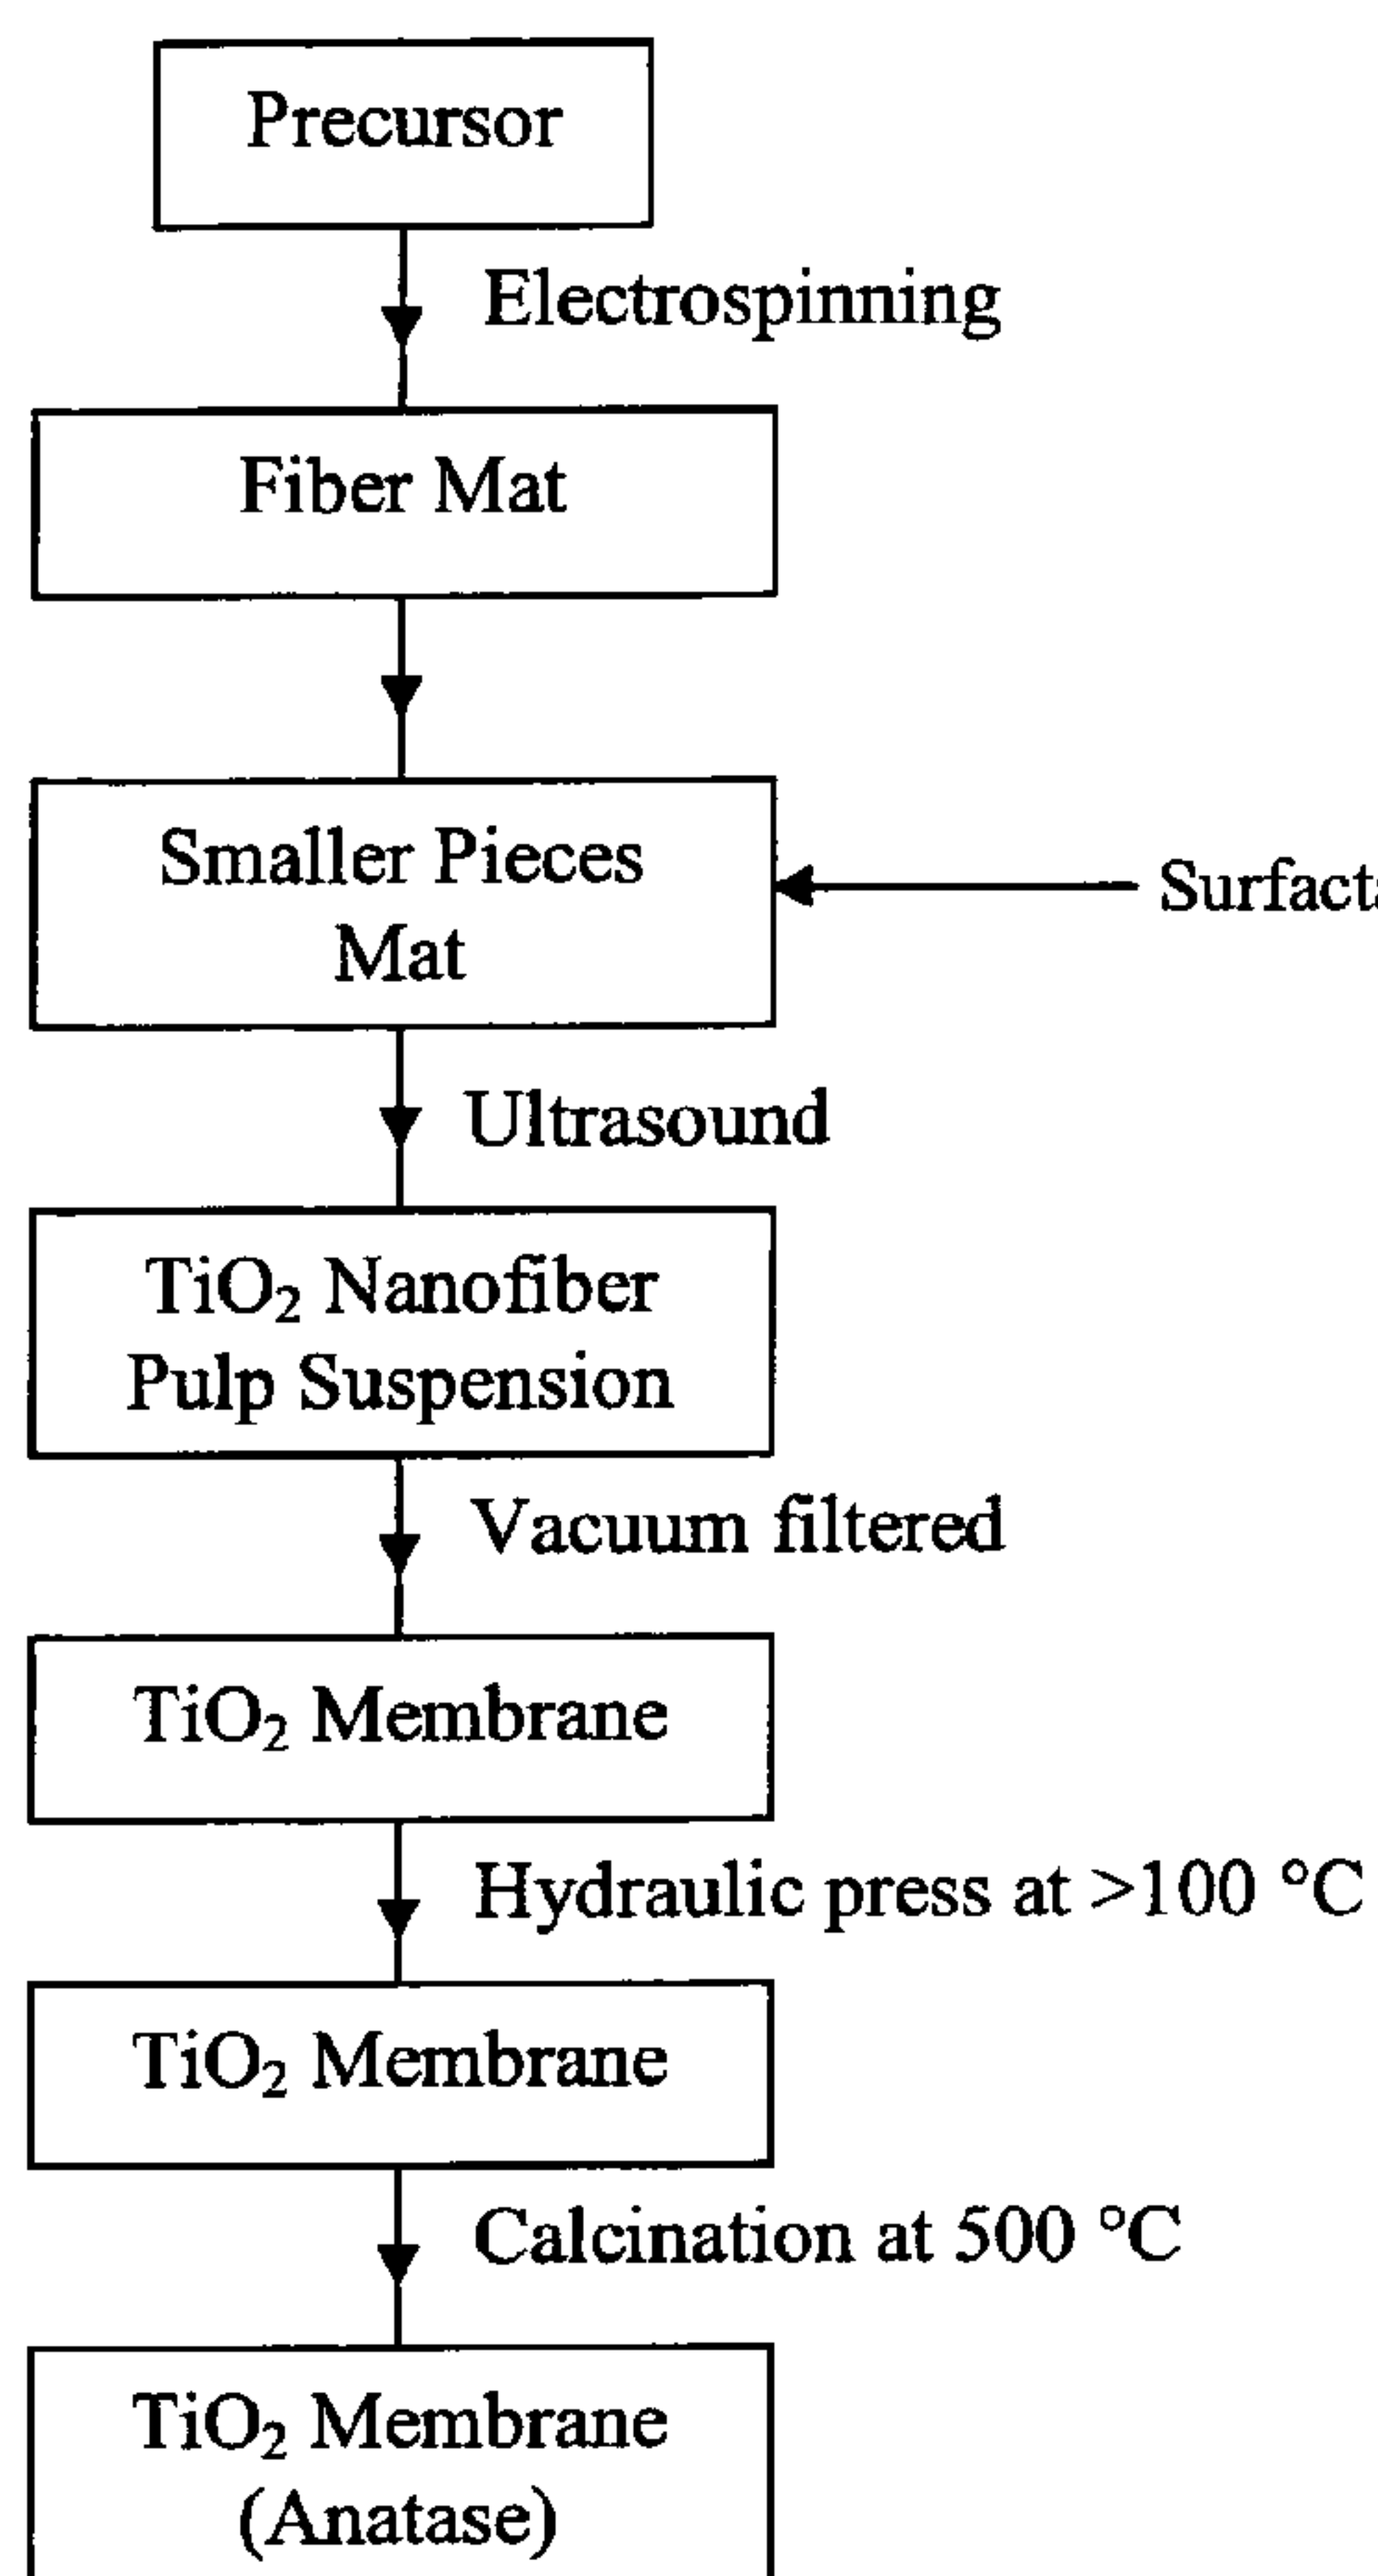 Precursor
Electrospinning
Fiber Mat
Smaller Pieces
Mat
Ultrasound
TiO₂ Nanofiber
Pulp Suspension
Vacuum filtered
TiO₂ Membrane
Hydraulic press at >100 °C
TiO₂ Membrane
Calcination at 500 °C
TiO₂ Membrane
(Anatase)